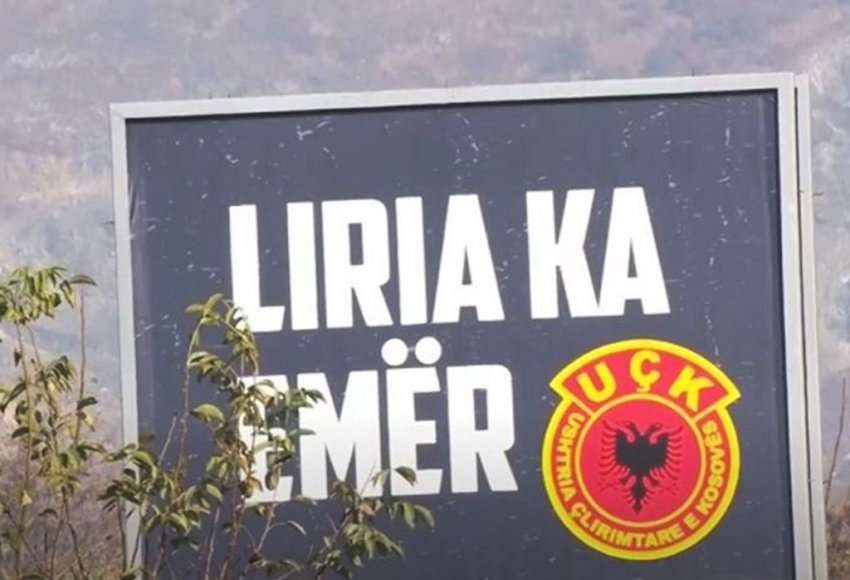 LIRIA KA
EMËR
UÇK
USHTRIA ÇLIRIMTARE E KOSOVËS